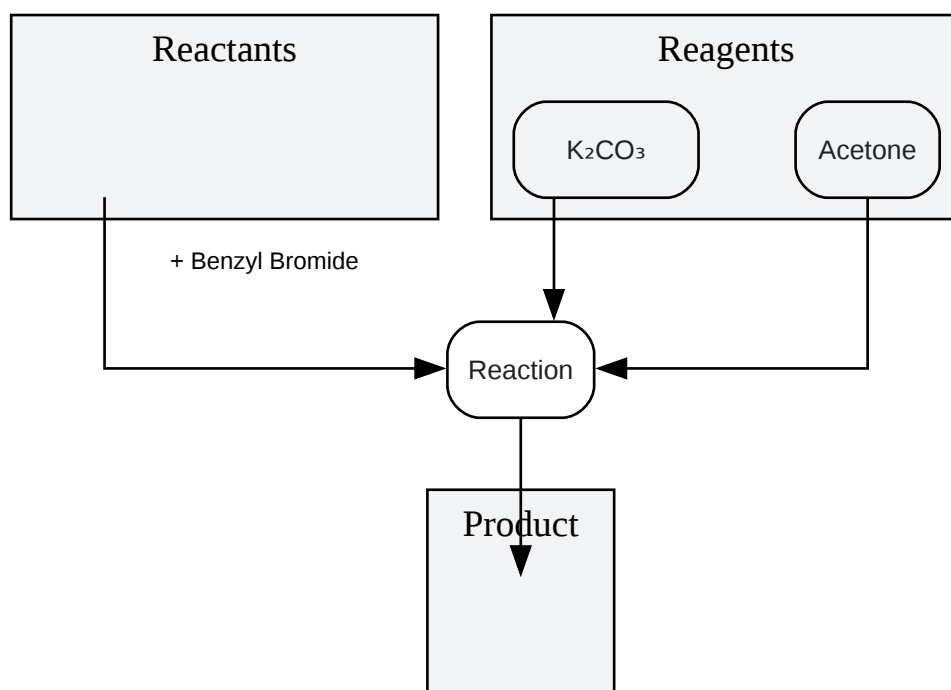 Reactants
Reagents
K₂CO₃
Acetone
+ Benzyl Bromide
Reaction
Product